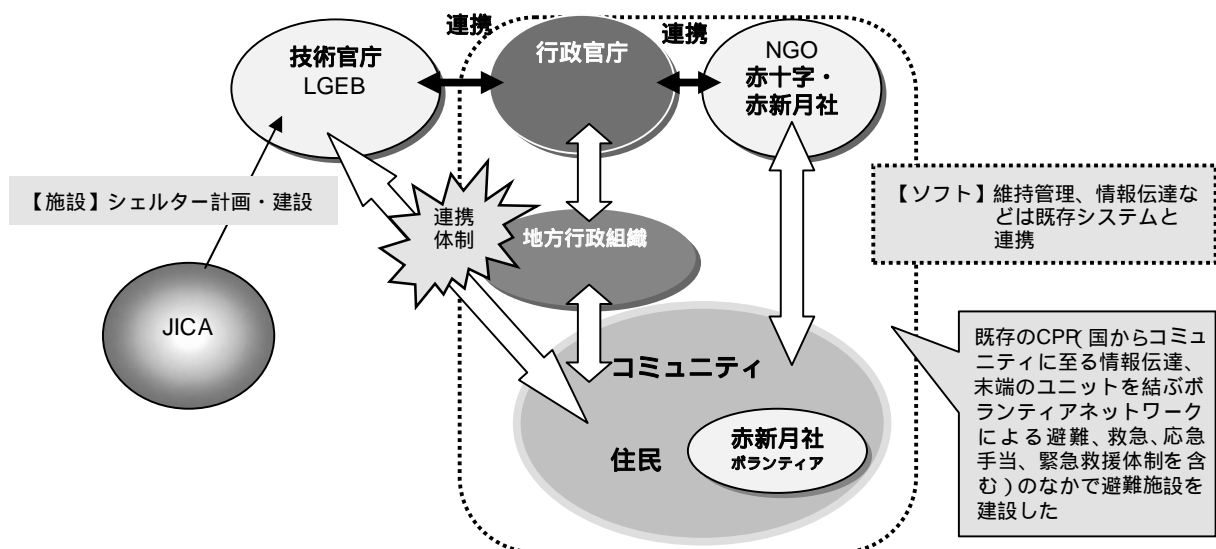 連携
連携
技術官庁
LGEB
行政官庁
NGO
赤十字・
赤新月社
【施設】シェルター計画・建設
連携
体制
地方行政組織
【ソフト】維持管理、情報伝達な
どは既存システムと
連携
JICA
コミュニティ
住民
赤新月社
ボランティア
既存のCPP(国からコミュ
ニティに至る情報伝達、
末端のユニットを結ぶボ
ランティアネットワーク
による避難、救急、応急
手当、緊急救援体制を含
む)のなかで避難施設を
建設した